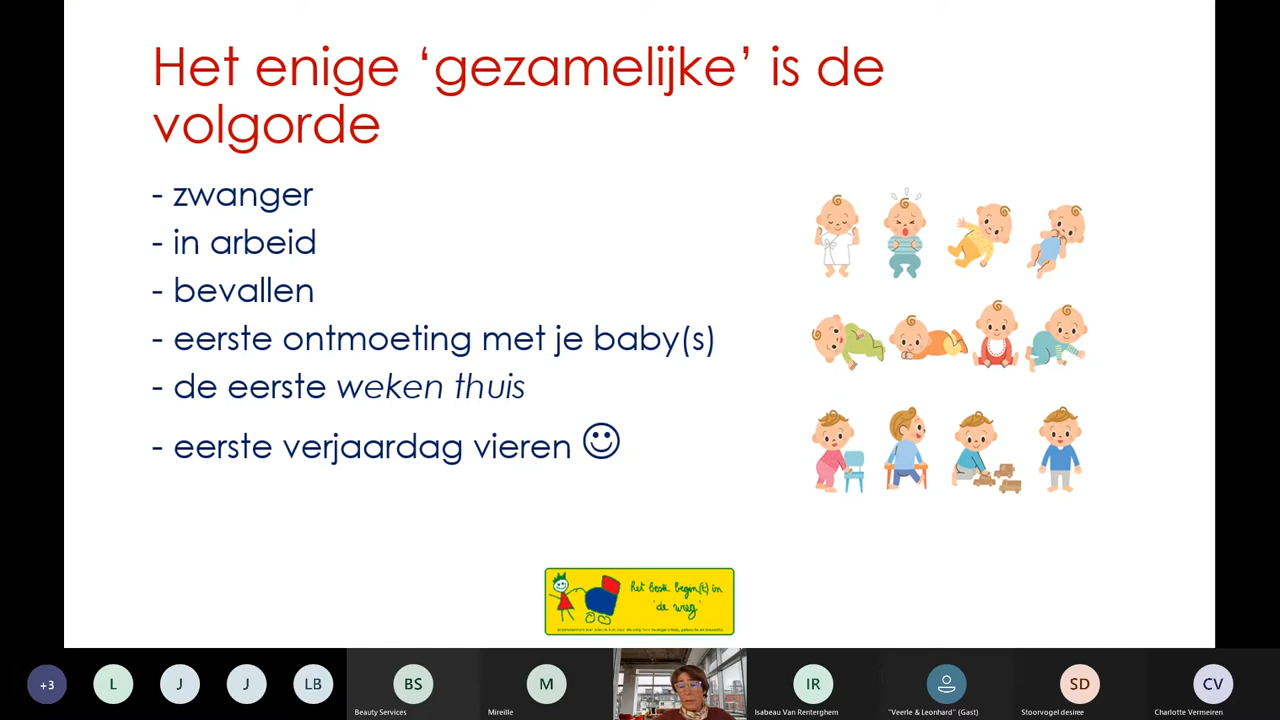 Het enige ‘gezamelijke’ is de
volgorde
- zwanger
- in arbeid
- bevallen
- eerste ontmoeting met je baby(s)
- de eerste weken thuis
- eerste verjaardag vieren ☺
het beste begin(t) in
'de wieg'
+3
L
J
J
LB
BS
M
IR
SD
CV
Beauty Services
Mireille
Isabeau Van Renterghem
"Veerle & Leonhard" (Gast)
Stoorvogel desiree
Charlotte Vermeiren